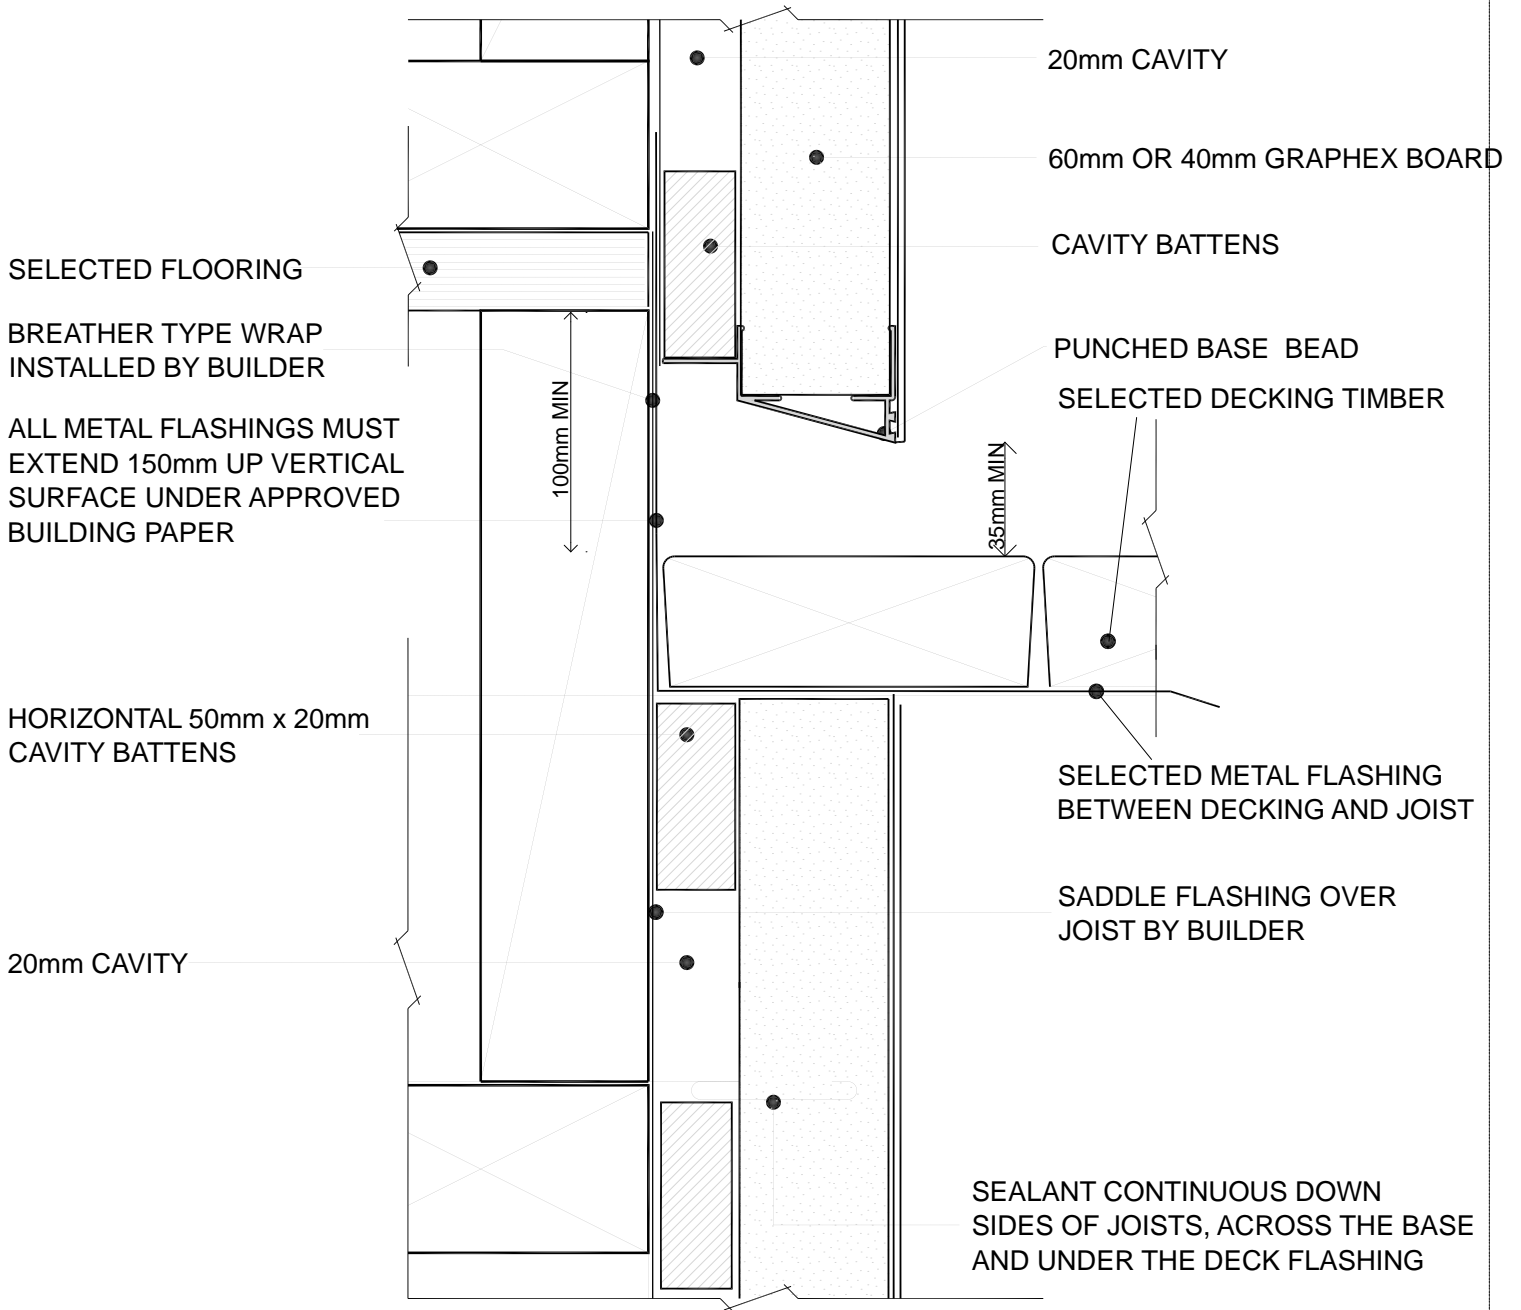 20mm CAVITY
60mm OR 40mm GRAPHEX BOARD
CAVITY BATTENS
SELECTED FLOORING
BREATHER TYPE WRAP
INSTALLED BY BUILDER
PUNCHED BASE BEAD
SELECTED DECKING TIMBER
ALL METAL FLASHINGS MUST
EXTEND 150mm UP VERTICAL
SURFACE UNDER APPROVED
BUILDING PAPER
100mm MIN
35mm MIN
HORIZONTAL 50mm x 20mm
CAVITY BATTENS
SELECTED METAL FLASHING
BETWEEN DECKING AND JOIST
SADDLE FLASHING OVER
JOIST BY BUILDER
20mm CAVITY
SEALANT CONTINUOUS DOWN
SIDES OF JOISTS, ACROSS THE BASE
AND UNDER THE DECK FLASHING